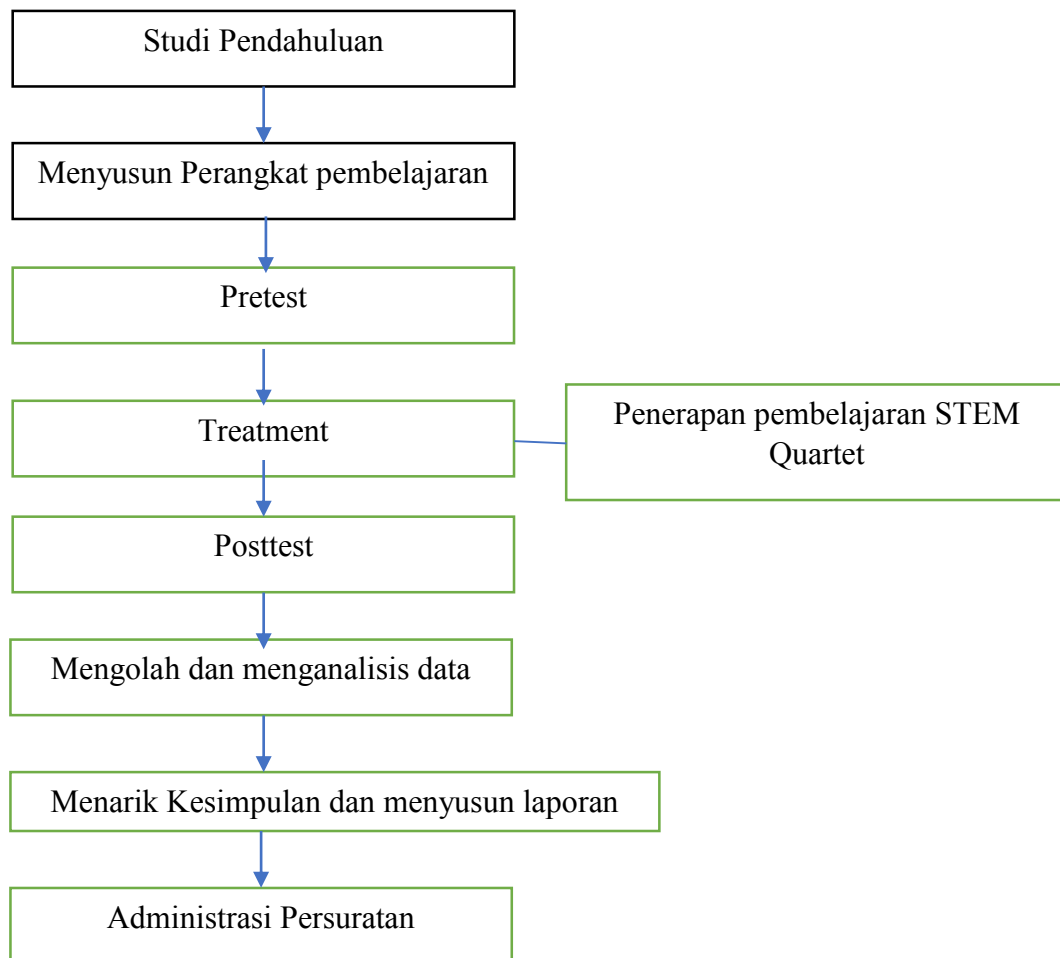 Studi Pendahuluan
Menyusun Perangkat pembelajaran
Pretest
Treatment
Penerapan pembelajaran STEM
Quartet
Posttest
Mengolah dan menganalisis data
Menarik Kesimpulan dan menyusun laporan
Administrasi Persuratan